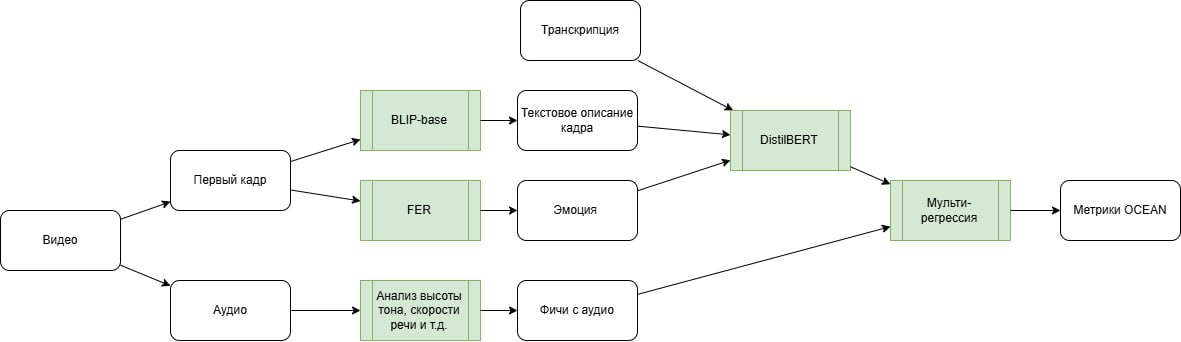 Транскрипция
BLIP-base
Текстовое описание
кадра
DistilBERT
Первый кадр
FER
Эмоция
Мульти-
регрессия
Метрики OCEAN
Видео
Аудио
Анализ высоты
тона, скорости
речи и т.д.
Фичи с аудио